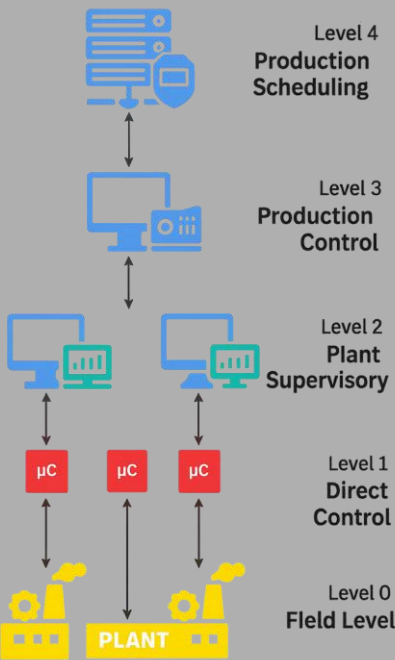 Level 4
Production
Scheduling
Level 3
Production
Control
Level 2
Plant
Supervisory
µC
µC
µC
Level 1
Direct
Control
Level 0
Field Level
PLANT